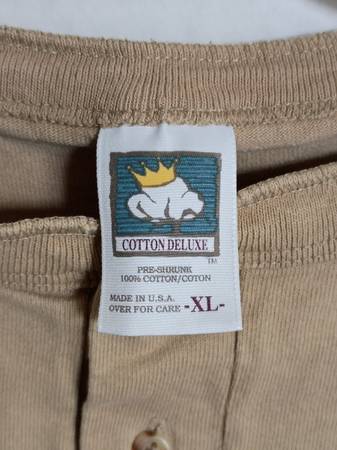 COTTON DELUXE
TM
PRE-SHRUNK
100% COTTON/COTON
MADE IN U.S.A.
OVER FOR CARE -XL-